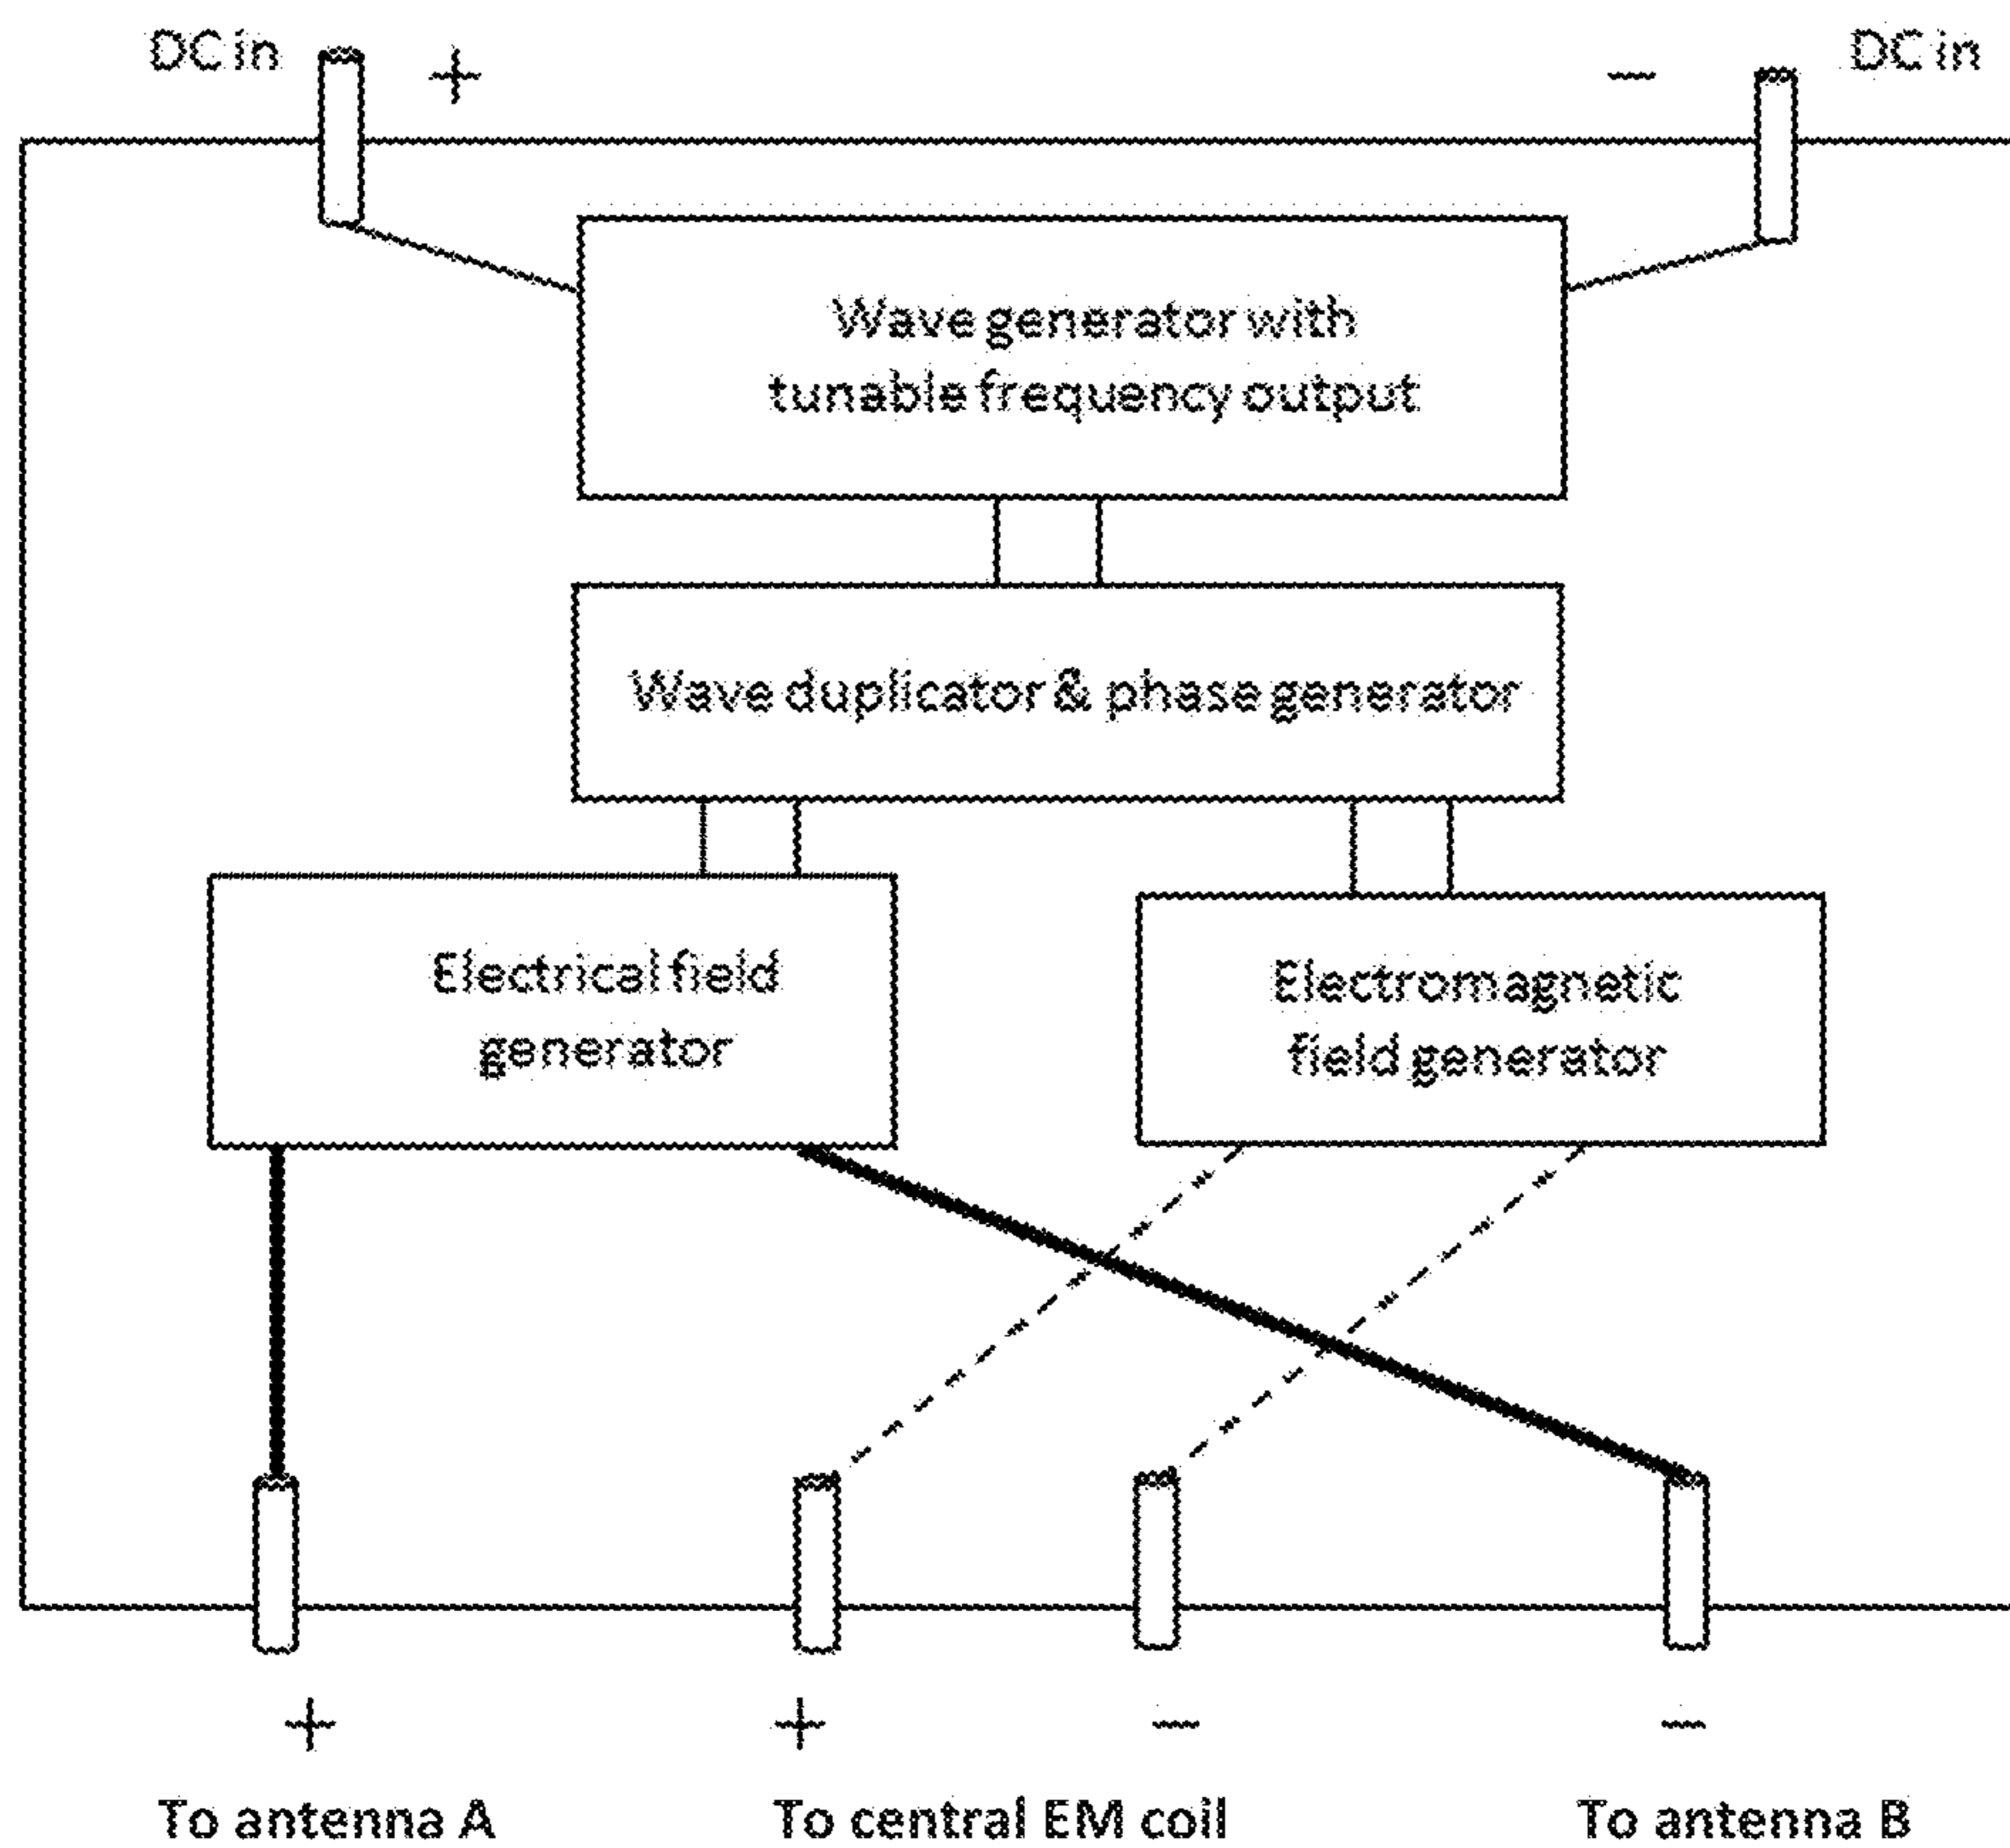 DC in + − DC in
Wave generator with
tunable frequency output
Wave duplicator & phase generator
Electrical field
generator
Electromagnetic
field generator
+ + − −
To antenna A To central EM coil To antenna B